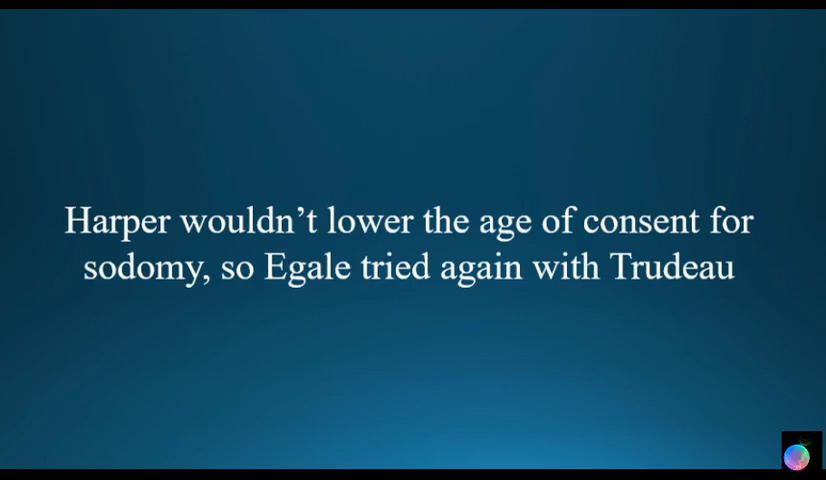 Harper wouldn’t lower the age of consent for
sodomy, so Egale tried again with Trudeau